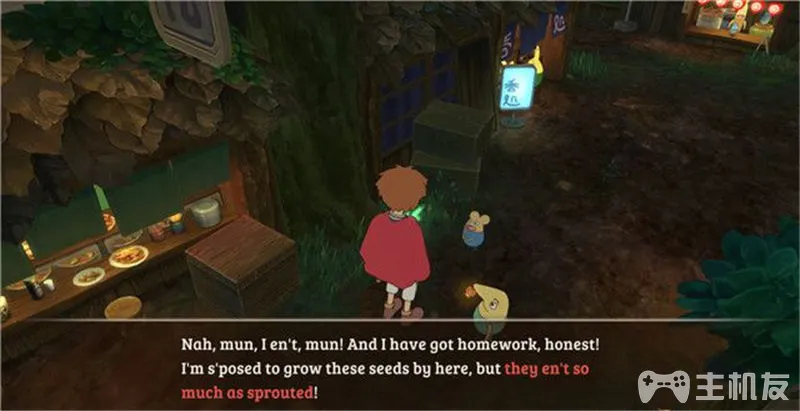 Nah, mun, I en't, mun! And I have got homework, honest!
I'm s'posed to grow these seeds by here, but they en't so
much as sprouted!
主机友